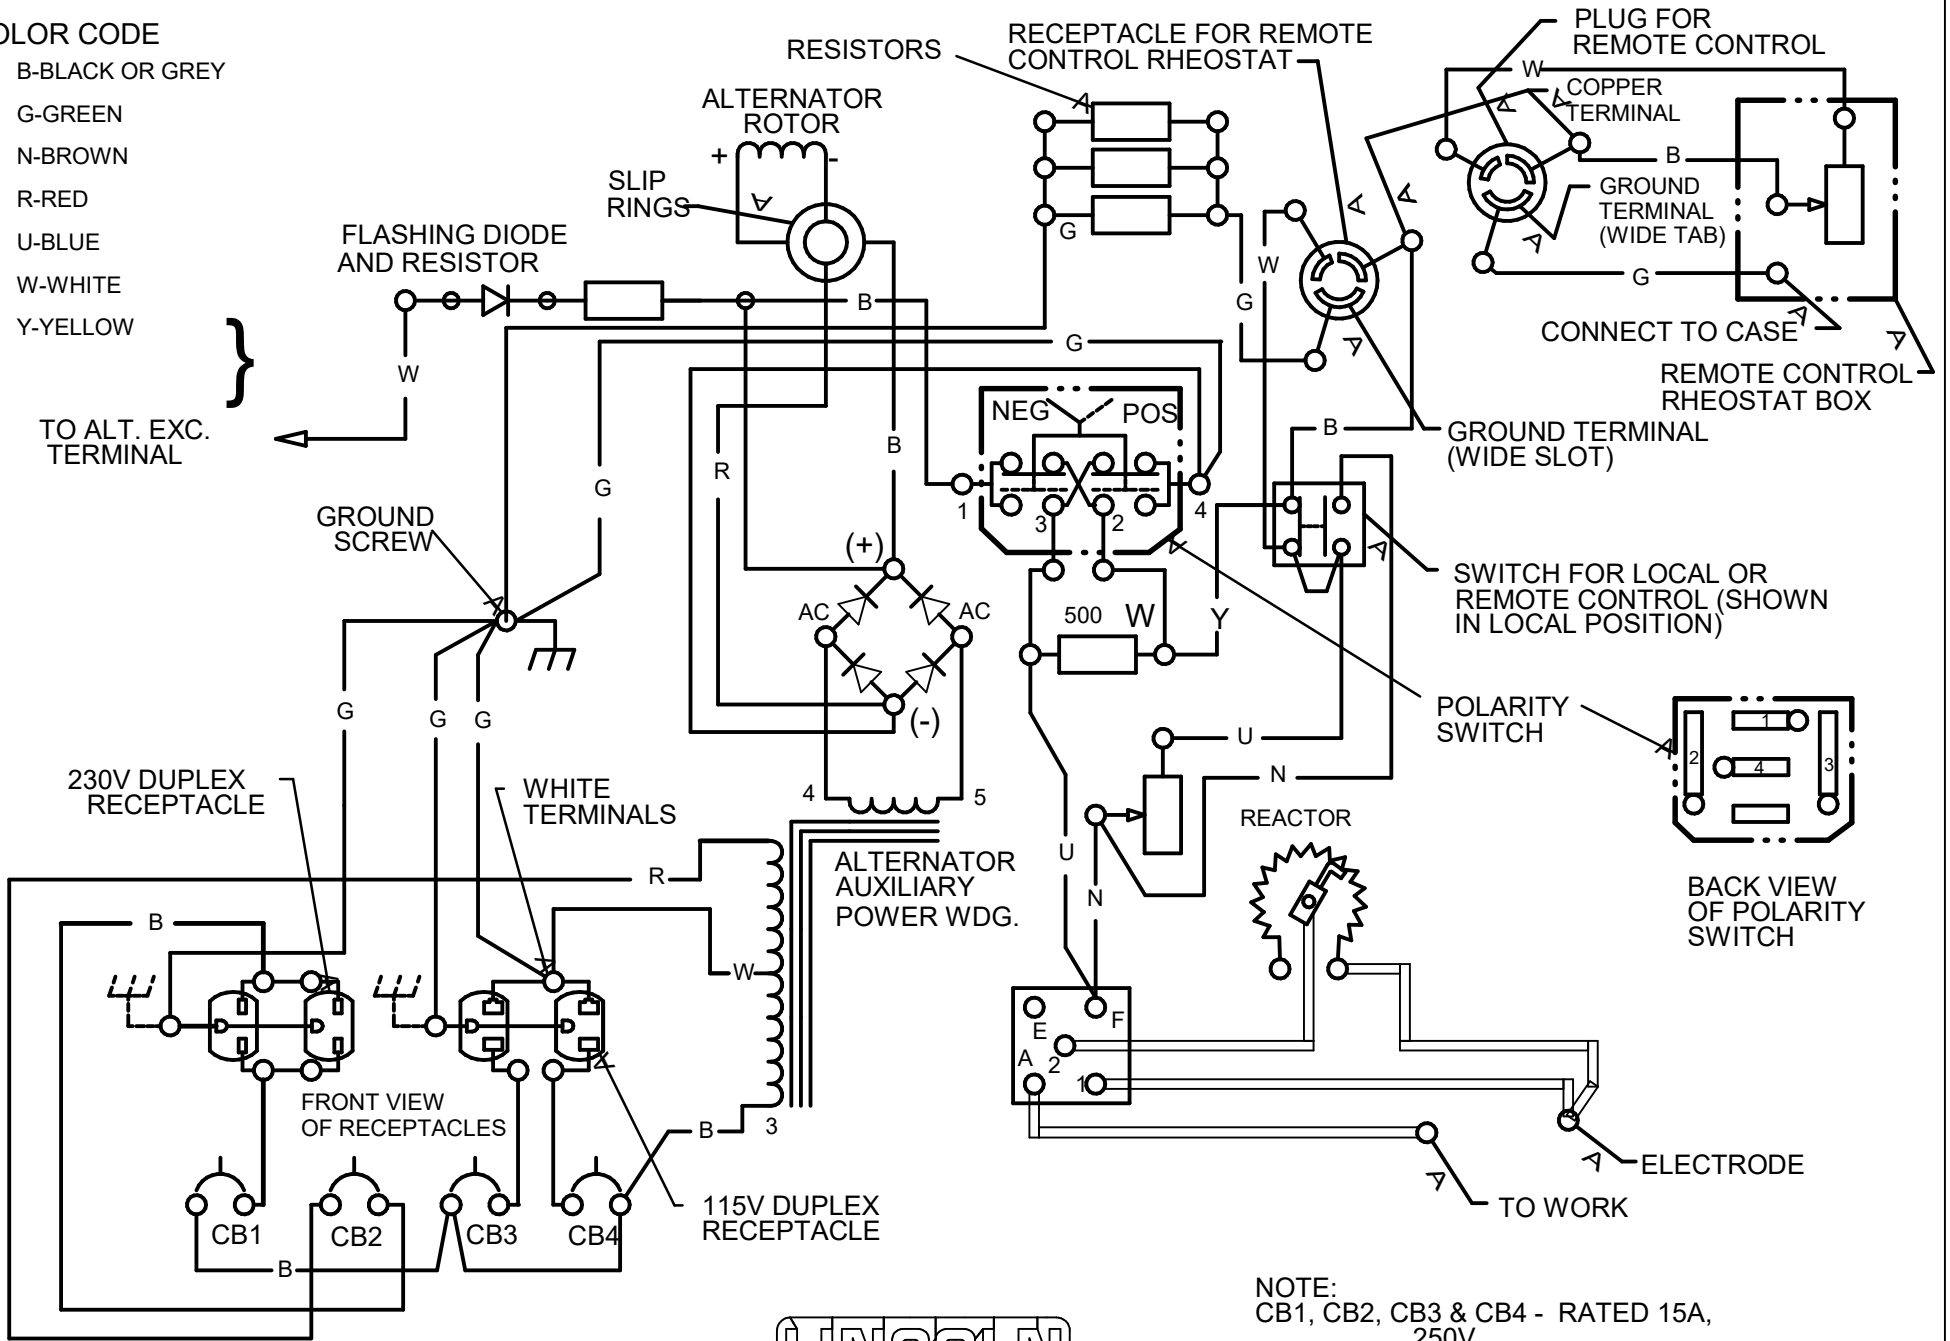 OLOR CODE
B-BLACK OR GREY
G-GREEN
N-BROWN
R-RED
U-BLUE
W-WHITE
Y-YELLOW
}
TO ALT. EXC.
TERMINAL
W
FLASHING DIODE
AND RESISTOR
SLIP
RINGS
ALTERNATOR
ROTOR
+
-
A
RESISTORS
A
RECEPTACLE FOR REMOTE
CONTROL RHEOSTAT
PLUG FOR
REMOTE CONTROL
W
A
A
COPPER
TERMINAL
B
GROUND
TERMINAL
(WIDE TAB)
A
G
CONNECT TO CASE
A
A
REMOTE CONTROL
RHEOSTAT BOX
G
W
G
A
A
A
B
G
B
GROUND TERMINAL
(WIDE SLOT)
NEG
POS
1
3
2
4
A
R
B
G
GROUND
SCREW
A
(+)
AC
AC
(-)
500 W
Y
A
SWITCH FOR LOCAL OR
REMOTE CONTROL (SHOWN
IN LOCAL POSITION)
POLARITY
SWITCH
A
1
2
4
3
BACK VIEW
OF POLARITY
SWITCH
G
G
G
230V DUPLEX
RECEPTACLE
WHITE
TERMINALS
4
5
U
N
U
N
REACTOR
ALTERNATOR
AUXILIARY
POWER WDG.
R
B
W
A
A
A
FRONT VIEW
OF RECEPTACLES
B
3
E
F
A
2
1
CB1
CB2
CB3
CB4
B
115V DUPLEX
RECEPTACLE
A
ELECTRODE
A
TO WORK
NOTE:
CB1, CB2, CB3 & CB4 - RATED 15A,
250V
LINCOLN